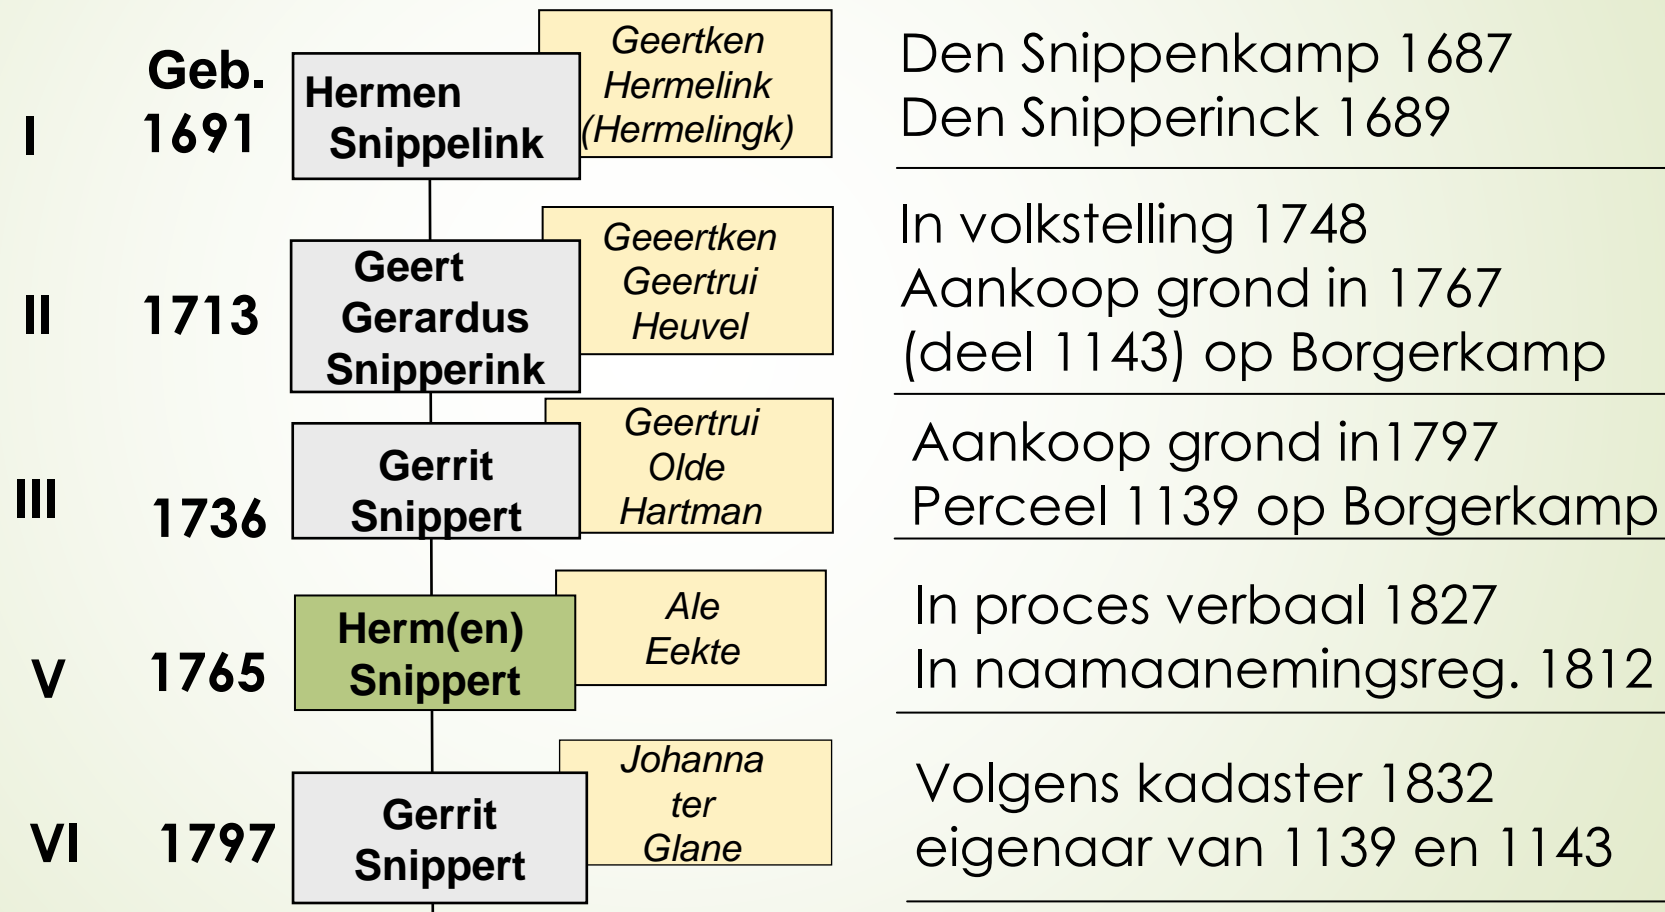 Geb.
I
1691
Hermen
Snippelink
Geertken
Hermelink
(Hermelingk)
Den Snippenkamp 1687
Den Snipperinck 1689
II
1713
Geert
Gerardus
Snipperink
Geeertken
Geertrui
Heuvel
In volkstelling 1748
Aankoop grond in 1767
(deel 1143) op Borgerkamp
III
1736
Gerrit
Snippert
Geertrui
Olde
Hartman
Aankoop grond in1797
Perceel 1139 op Borgerkamp
V
1765
Herm(en)
Snippert
Ale
Eekte
In proces verbaal 1827
In naamaanemingsreg. 1812
VI
1797
Gerrit
Snippert
Johanna
ter
Glane
Volgens kadaster 1832
eigenaar van 1139 en 1143